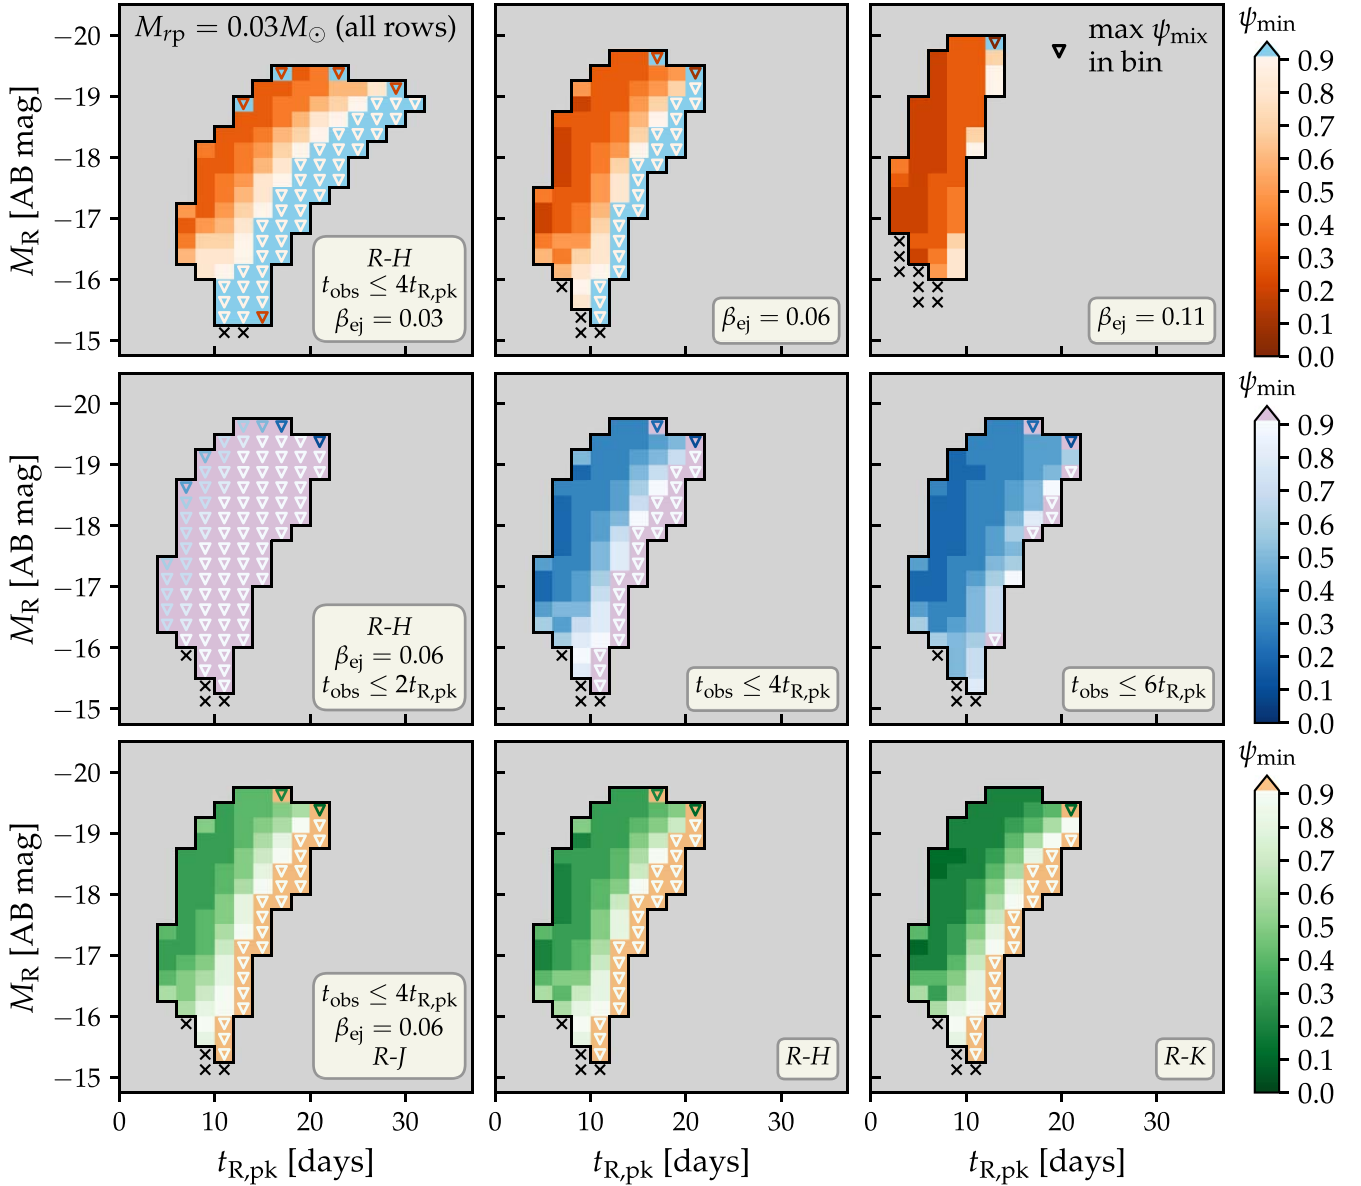 M_rp = 0.03M_⊙ (all rows)
max ψ_mix
in bin
ψ_min
M_R [AB mag]
−20
−19
−18
−17
−16
−15
R-H
t_obs ≤ 4t_R,pk
β_ej = 0.03
β_ej = 0.06
β_ej = 0.11
0.9
0.8
0.7
0.6
0.5
0.4
0.3
0.2
0.1
0.0
ψ_min
M_R [AB mag]
−20
−19
−18
−17
−16
−15
R-H
β_ej = 0.06
t_obs ≤ 2t_R,pk
t_obs ≤ 4t_R,pk
t_obs ≤ 6t_R,pk
0.9
0.8
0.7
0.6
0.5
0.4
0.3
0.2
0.1
0.0
ψ_min
M_R [AB mag]
−20
−19
−18
−17
−16
−15
t_obs ≤ 4t_R,pk
β_ej = 0.06
R-J
R-H
R-K
0.9
0.8
0.7
0.6
0.5
0.4
0.3
0.2
0.1
0.0
0 10 20 30
0 10 20 30
0 10 20 30
t_R,pk [days]
t_R,pk [days]
t_R,pk [days]